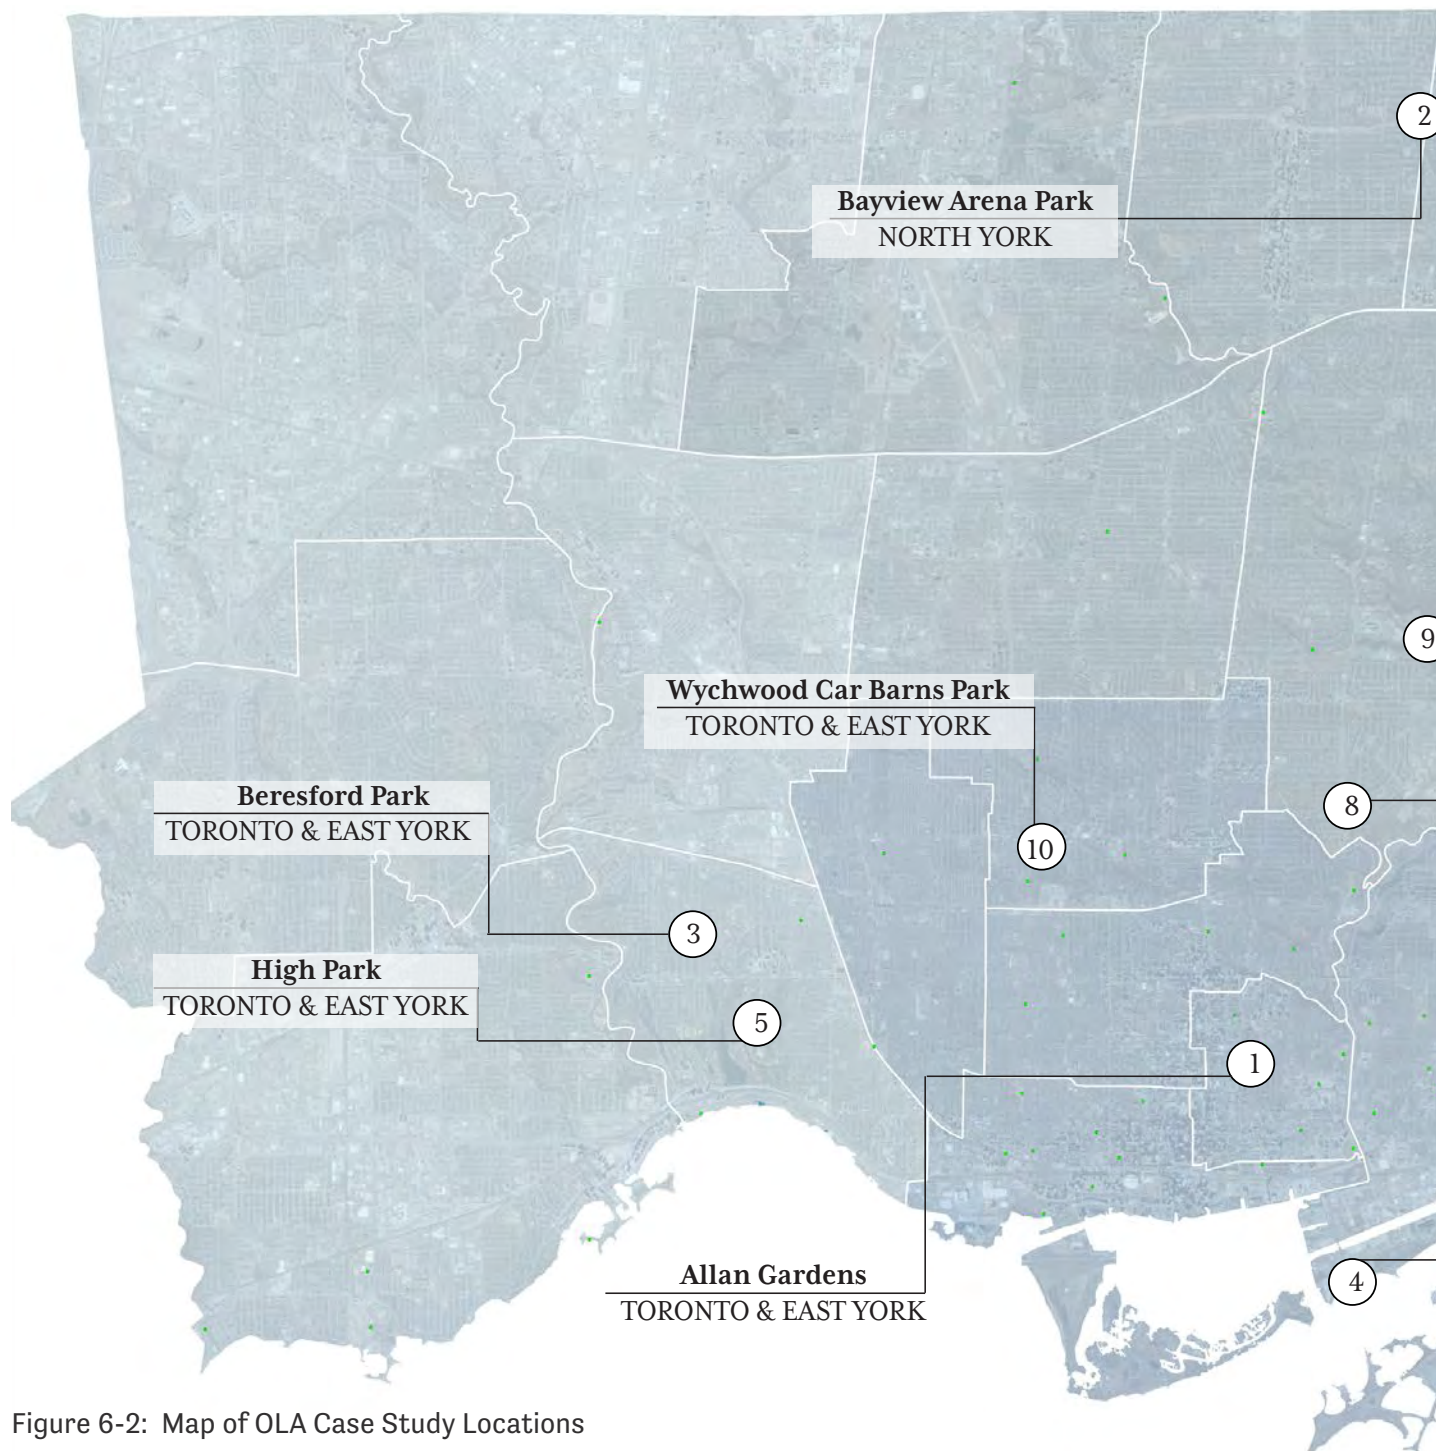 2
Bayview Arena Park
NORTH YORK
9
Wychwood Car Barns Park
TORONTO & EAST YORK
Beresford Park
TORONTO & EAST YORK
8
10
3
High Park
TORONTO & EAST YORK
5
1
Allan Gardens
TORONTO & EAST YORK
4
Figure 6-2: Map of OLA Case Study Locations